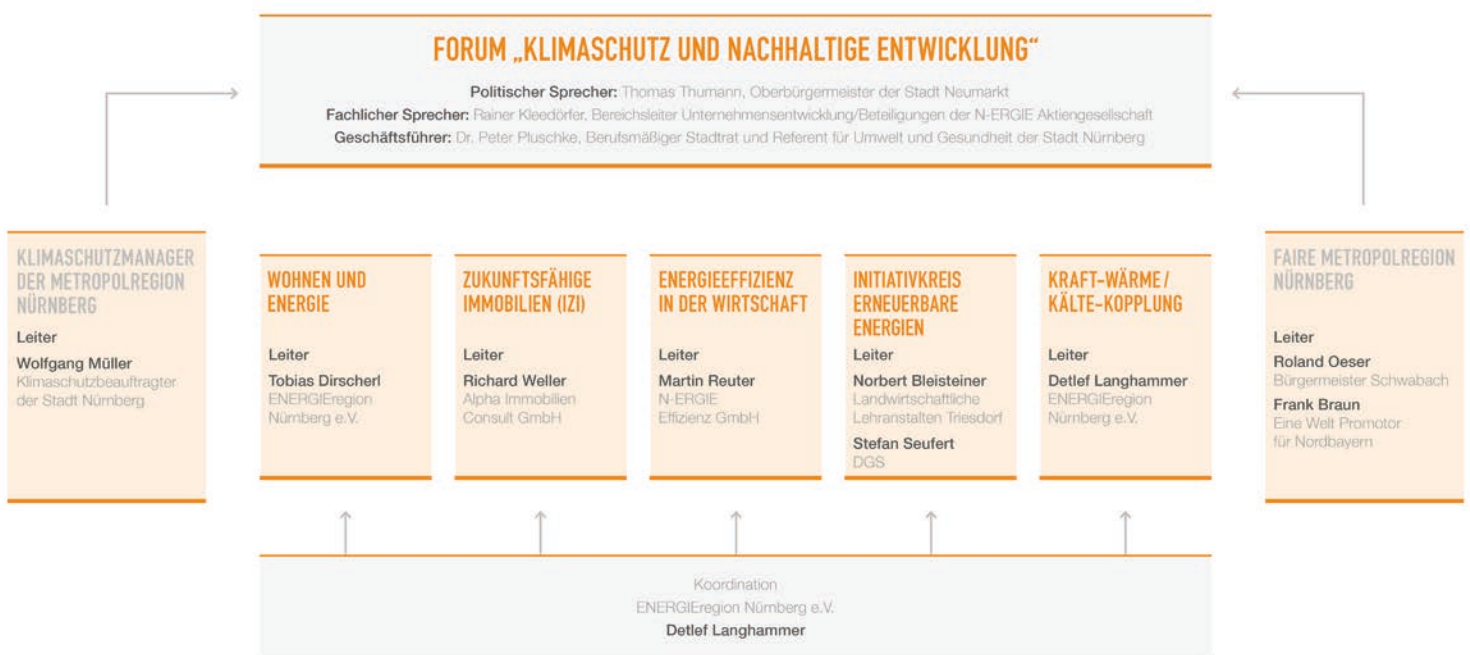 FORUM „KLIMASCHUTZ UND NACHHALTIGE ENTWICKLUNG“
Politischer Sprecher: Thomas Thumann, Oberbürgermeister der Stadt Neumarkt
Fachlicher Sprecher: Rainer Kleedörfer, Bereichsleiter Unternehmensentwicklung/Beteiligungen der N-ERGIE Aktiengesellschaft
Geschäftsführer: Dr. Peter Pluschke, Berufsmäßiger Stadtrat und Referent für Umwelt und Gesundheit der Stadt Nürnberg
KLIMASCHUTZMANAGER
DER METROPOLREGION
NÜRNBERG
Leiter
Wolfgang Müller
Klimaschutzbeauftragter
der Stadt Nürnberg
WOHNEN UND
ENERGIE
Leiter
Tobias Dirscherl
ENERGIEregion
Nürnberg e.V.
ZUKUNFTSFÄHIGE
IMMOBILIEN (IZI)
Leiter
Richard Weller
Alpha Immobilien
Consult GmbH
ENERGIEEFFIZIENZ
IN DER WIRTSCHAFT
Leiter
Martin Reuter
N-ERGIE
Effizienz GmbH
INITIATIVKREIS
ERNEUERBARE
ENERGIEN
Leiter
Norbert Bleisteiner
Landwirtschaftliche
Lehranstalten Triesdorf
Stefan Seufert
DGS
KRAFT-WÄRME/
KÄLTE-KOPPLUNG
Leiter
Detlef Langhammer
ENERGIEregion
Nürnberg e.V.
FAIRE METROPOLREGION
NÜRNBERG
Leiter
Roland Oeser
Bürgermeister Schwabach
Frank Braun
Eine Welt Promotor
für Nordbayern
Koordination
ENERGIEregion Nürnberg e.V.
Detlef Langhammer